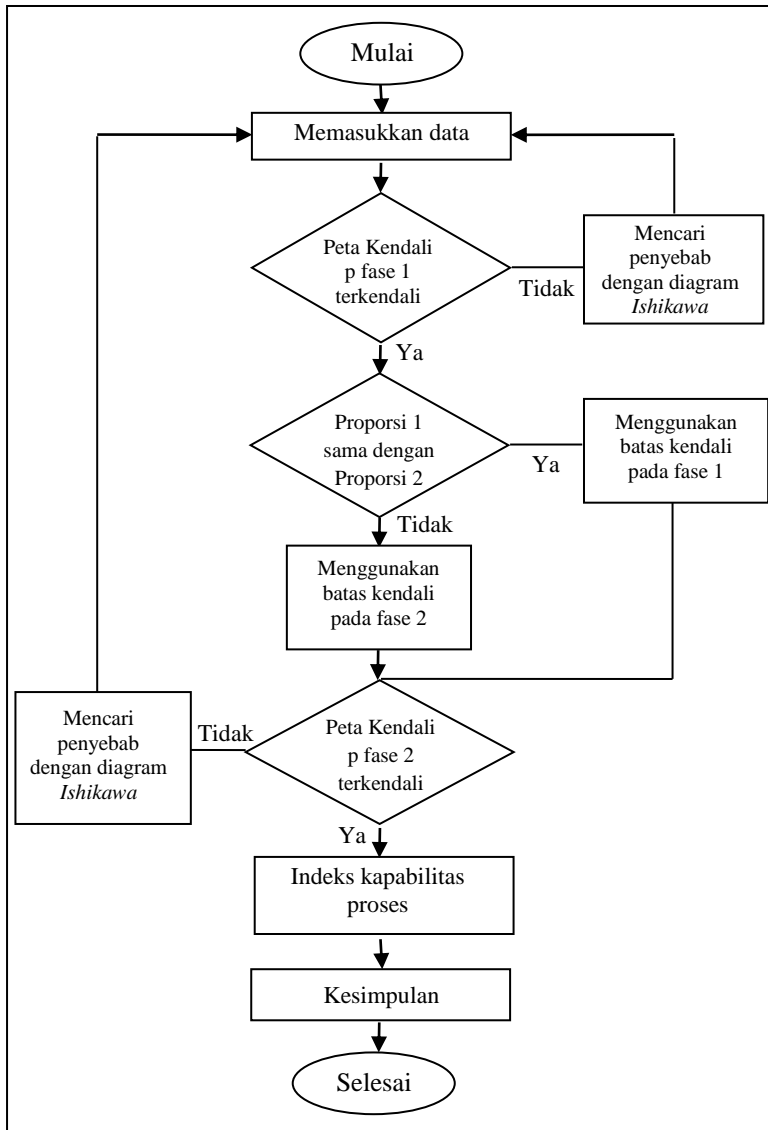 Mulai
Memasukkan data
Peta Kendali
p fase 1
terkendali
Tidak
Mencari
penyebab
dengan diagram
Ishikawa
Ya
Proporsi 1
sama dengan
Proporsi 2
Ya
Menggunakan
batas kendali
pada fase 1
Tidak
Menggunakan
batas kendali
pada fase 2
Peta Kendali
p fase 2
terkendali
Tidak
Mencari
penyebab
dengan diagram
Ishikawa
Ya
Indeks kapabilitas
proses
Kesimpulan
Selesai